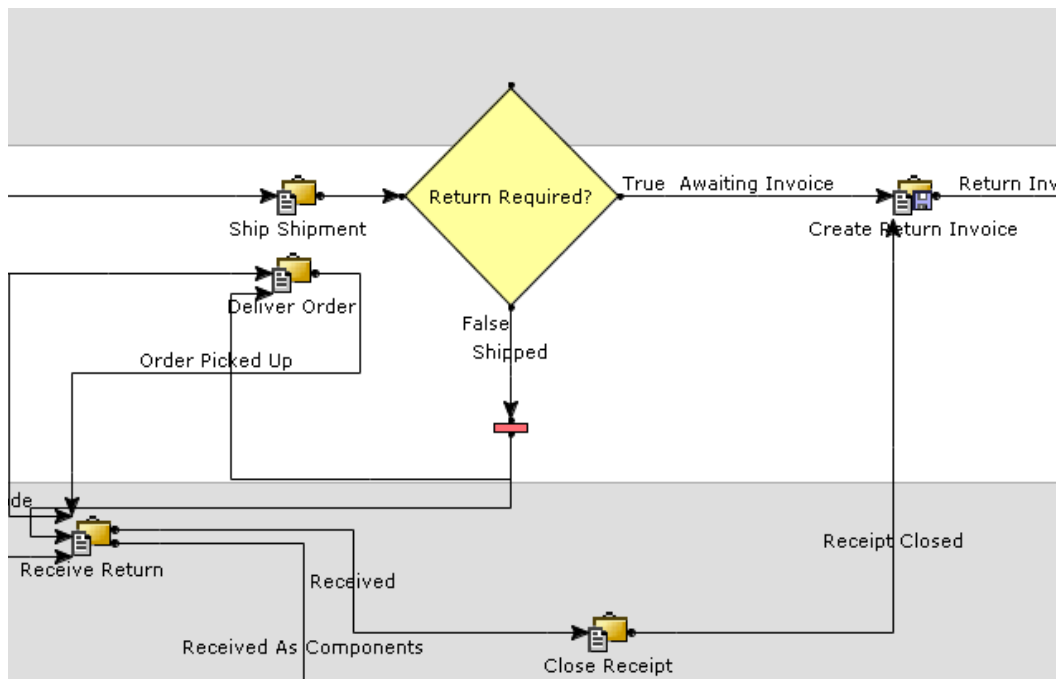 Return Required?
True  Awaiting Invoice
Return Inv
Ship Shipment
Create Return Invoice
Deliver Order
False
Shipped
Order Picked Up
de
Receive Return
Receipt Closed
Received
Received As Components
Close Receipt